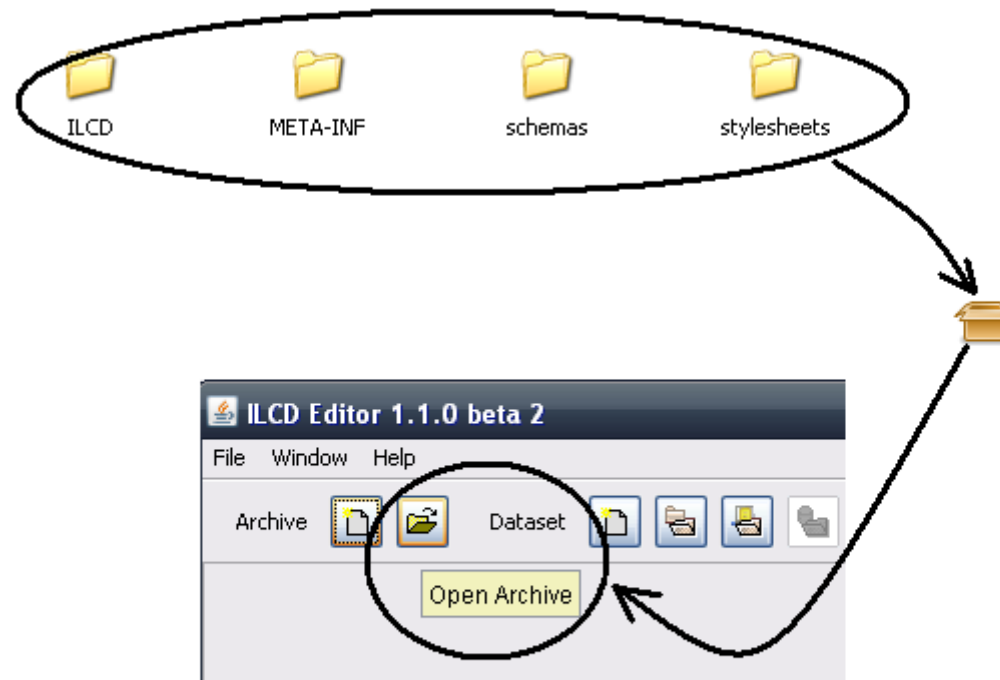 ILCD META-INF schemas stylesheets
ILCD Editor 1.1.0 beta 2
File Window Help
Archive Dataset
Open Archive